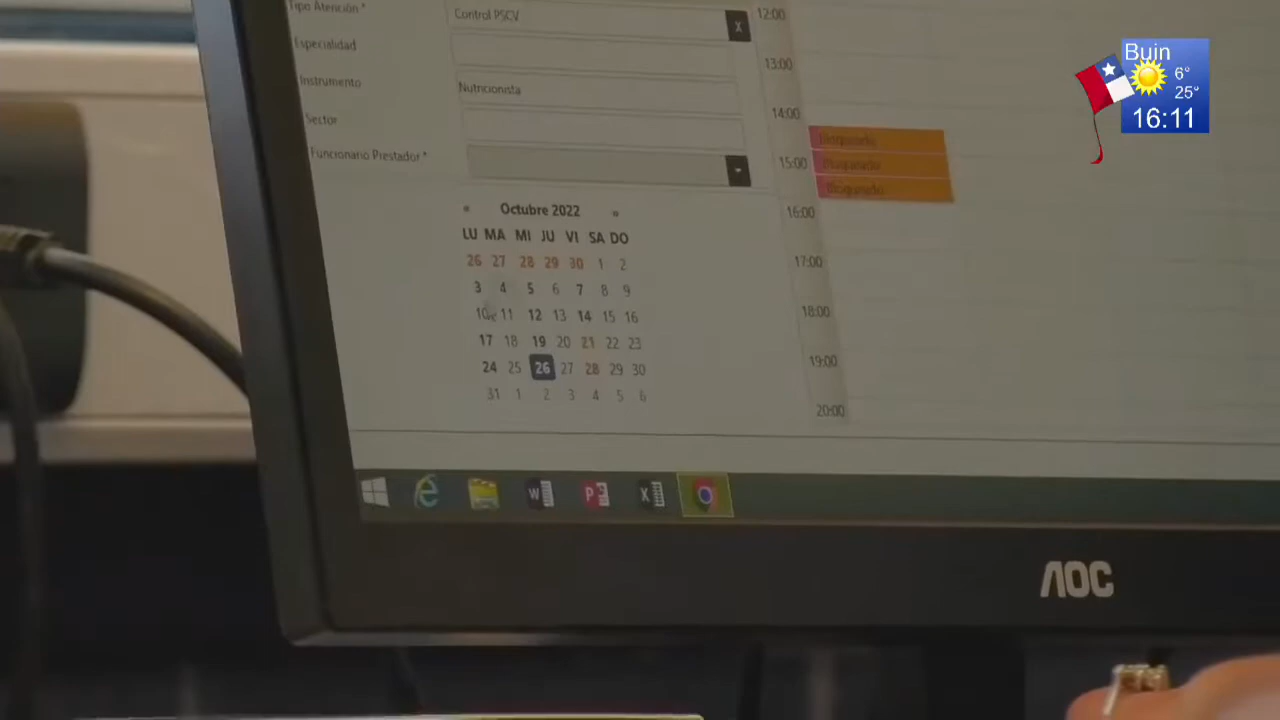 Tipo Atención *
Control PSCV
X
Especialidad
Instrumento
Nutricionista
Sector
Funcionario Prestador *
« Octubre 2022 »
LU MA MI JU VI SA DO
26 27 28 29 30 1 2
3 4 5 6 7 8 9
10 11 12 13 14 15 16
17 18 19 20 21 22 23
24 25 26 27 28 29 30
31 1 2 3 4 5 6
12:00
13:00
14:00
Bloqueado
15:00
Bloqueado
Bloqueado
16:00
17:00
18:00
19:00
20:00
AOC
Buin
6°
25°
16:11